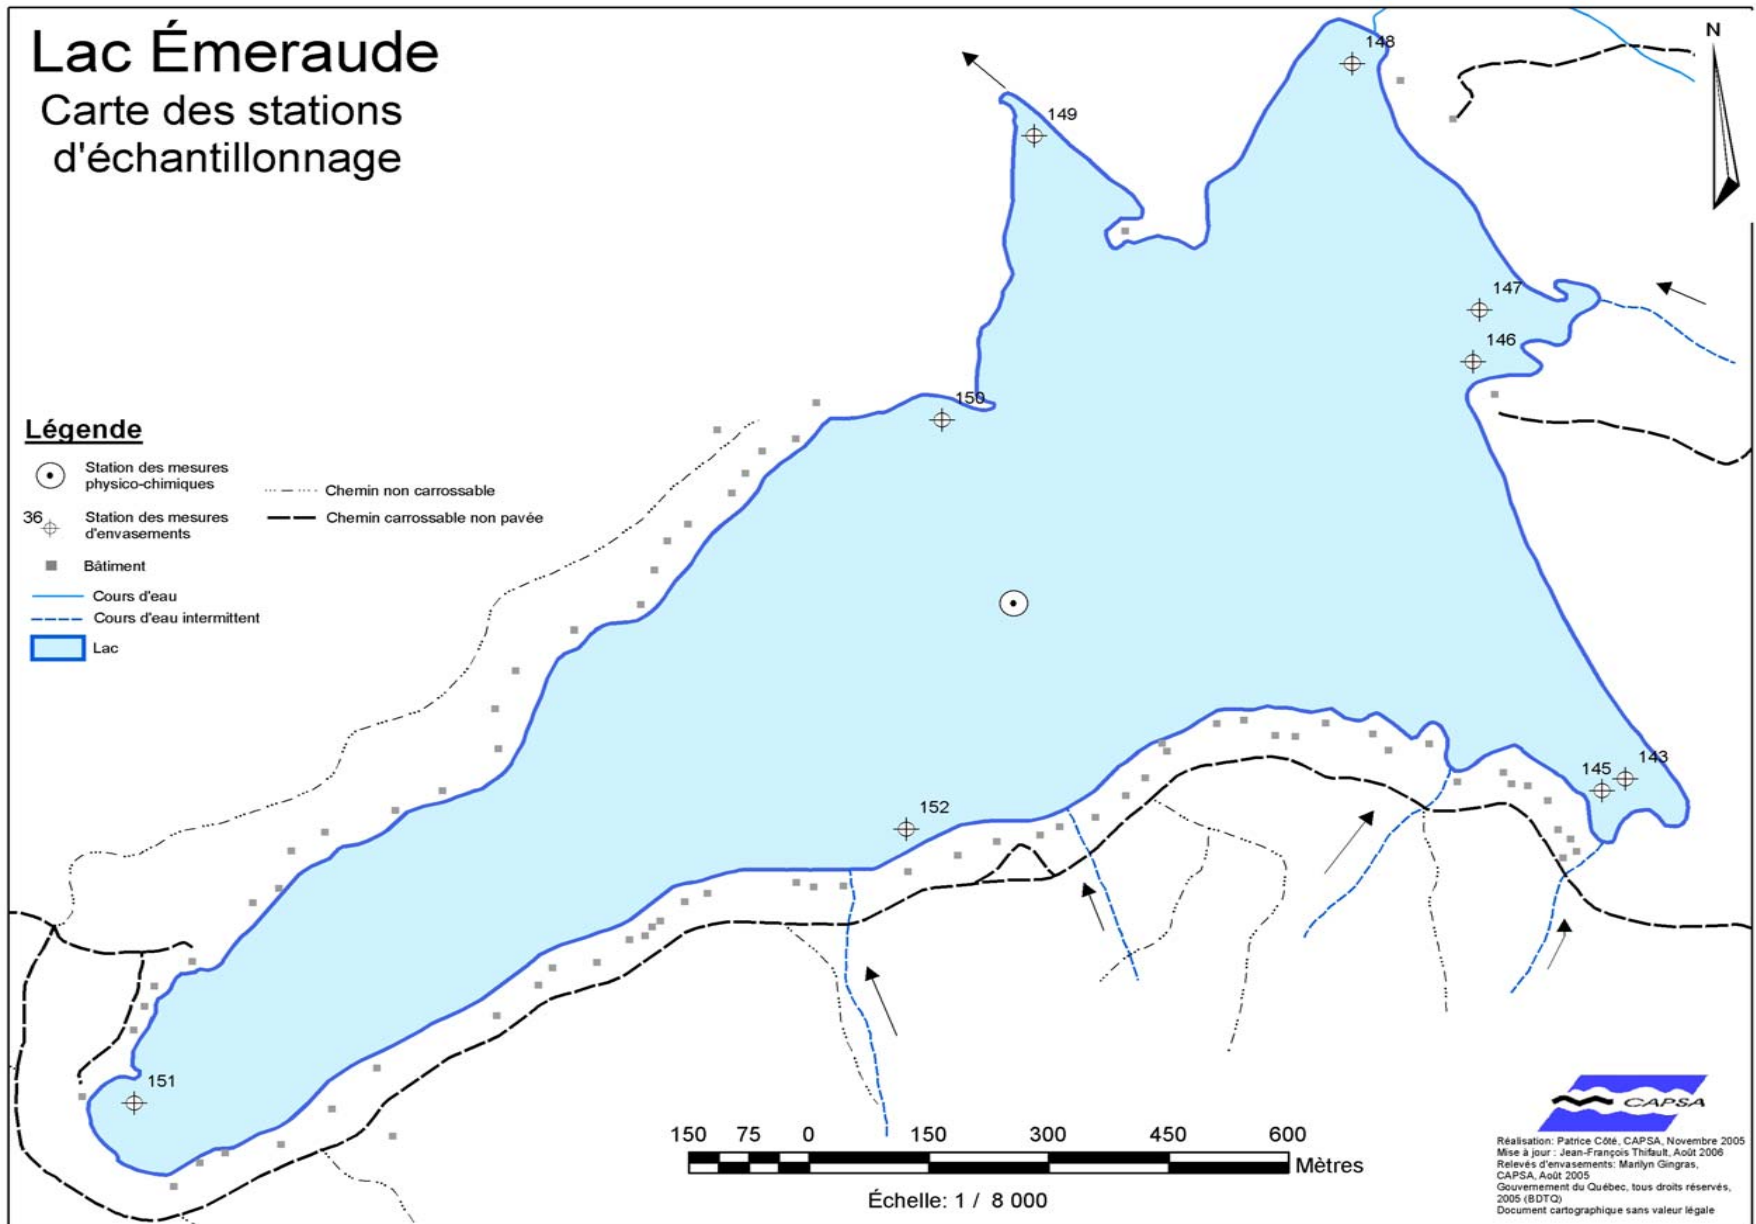 Lac Émeraude
Carte des stations
d'échantillonnage
N
148
149
147
146
150
143
145
152
151
Légende
Station des mesures
physico-chimiques
36
Station des mesures
d'envasements
Bâtiment
Cours d'eau
Cours d'eau intermittent
Lac
Chemin non carrossable
Chemin carrossable non pavée
150 75 0 150 300 450 600
Mètres
Échelle: 1 / 8 000
CAPSA
Réalisation: Patrice Côté, CAPSA, Novembre 2005
Mise à jour : Jean-François Thifault, Août 2006
Relevés d'envasements: Marilyn Gingras,
CAPSA, Août 2005
Gouvernement du Québec, tous droits réservés,
2005 (BDTQ)
Document cartographique sans valeur légale